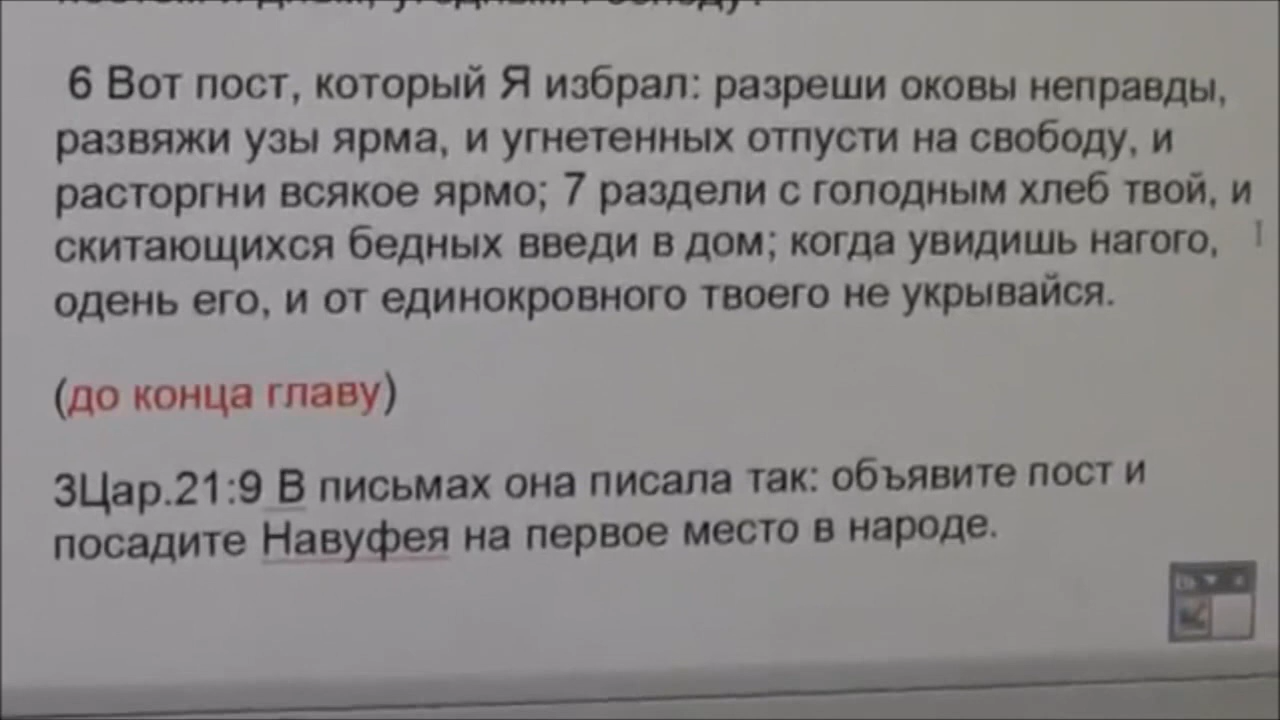 6 Вот пост, который Я избрал: разреши оковы неправды,
развяжи узы ярма, и угнетенных отпусти на свободу, и
расторгни всякое ярмо; 7 раздели с голодным хлеб твой, и
скитающихся бедных введи в дом; когда увидишь нагого,
одень его, и от единокровного твоего не укрывайся.
(до конца главу)
3Цар.21:9 В письмах она писала так: объявите пост и
посадите Навуфея на первое место в народе.